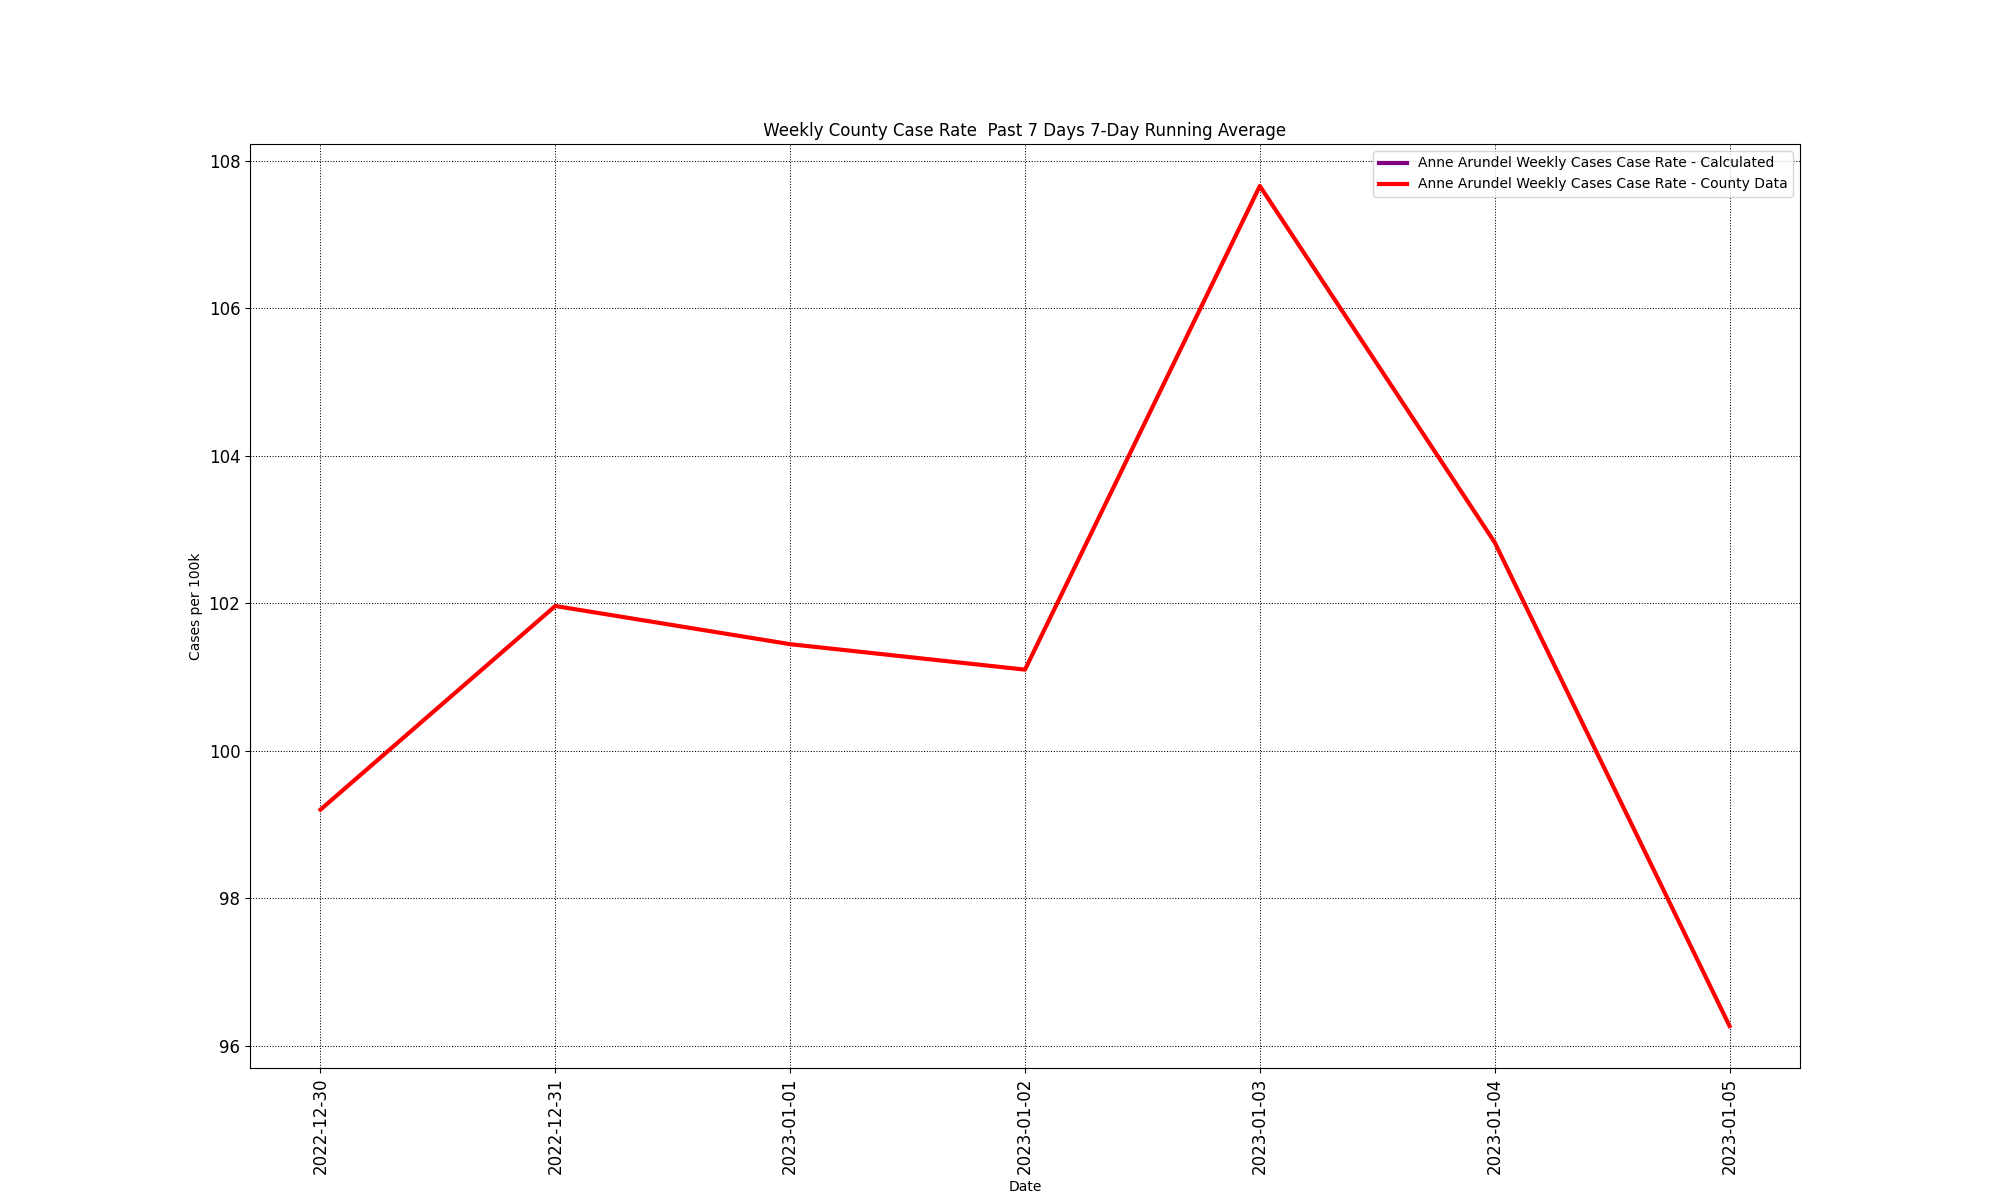 Weekly County Case Rate  Past 7 Days 7-Day Running Average
Anne Arundel Weekly Cases Case Rate - Calculated
Anne Arundel Weekly Cases Case Rate - County Data
108
106
104
102
100
98
96
Cases per 100k
2022-12-30
2022-12-31
2023-01-01
2023-01-02
2023-01-03
2023-01-04
2023-01-05
Date